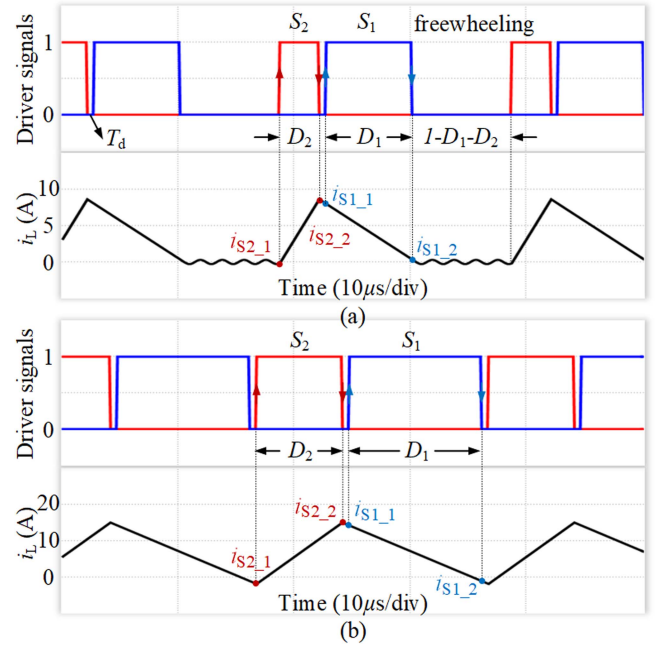 S2 S1 freewheeling
Driver signals
1
0
Td
D2 D1 1-D1-D2
iL (A)
10
5
0
iS2_1
iS2_2
iS1_1
iS1_2
Time (10μs/div)
(a)
S2 S1
Driver signals
1
0
D2 D1
iL (A)
20
10
0
iS2_1
iS2_2
iS1_1
iS1_2
Time (10μs/div)
(b)